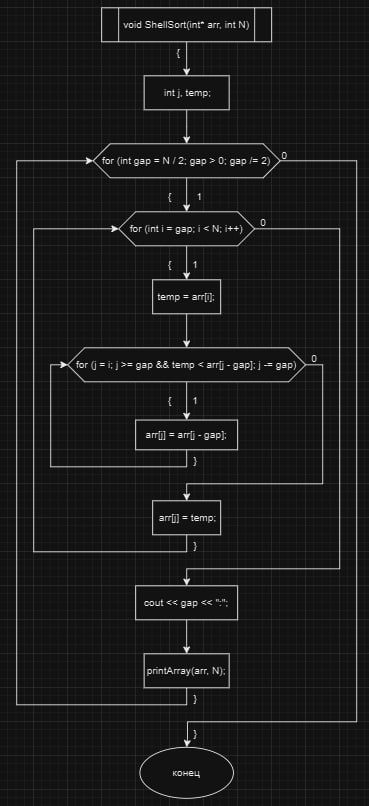 void ShellSort(int* arr, int N)
{
int j, temp;
for (int gap = N / 2; gap > 0; gap /= 2)
0
{
1
for (int i = gap; i < N; i++)
0
{
1
temp = arr[i];
for (j = i; j >= gap && temp < arr[j - gap]; j -= gap)
0
{
1
arr[j] = arr[j - gap];
}
arr[j] = temp;
}
cout << gap << ":";
printArray(arr, N);
}
}
конец